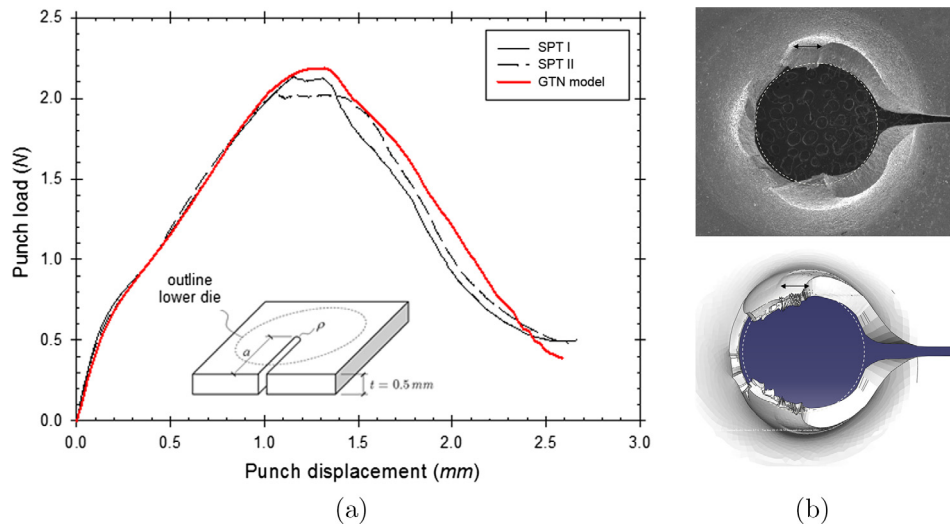 2.5
2.0
1.5
1.0
0.5
0.0
Punch load (N)
SPT I
SPT II
GTN model
outline
lower die
a
ρ
t = 0.5 mm
0.0 0.5 1.0 1.5 2.0 2.5 3.0
Punch displacement (mm)
(a)
(b)